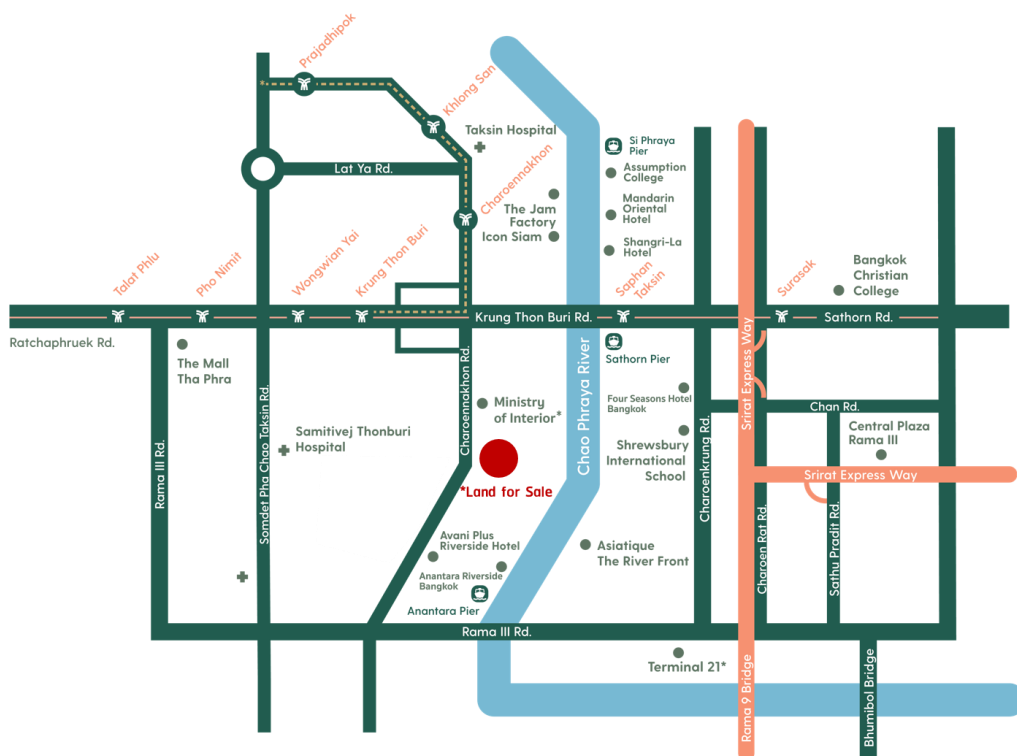 Prajadhipok
Khlong San
Taksin Hospital
Charoennakhon
Lat Ya Rd.
Si Phraya
Pier
Assumption
College
Mandarin
Oriental
Hotel
The Jam
Factory
Icon Siam
Shangri-La
Hotel
Talat Phlu
Pho Nimit
Wongwian Yai
Krung Thon Buri
Saphan
Taksin
Surasak
Bangkok
Christian
College
Krung Thon Buri Rd.
Sathorn Rd.
Ratchaphruek Rd.
The Mall
Tha Phra
Sathorn Pier
Srirat Express Way
Charoennakhon Rd.
Chao Phraya River
Somdet Pha Chao Taksin Rd.
Rama III Rd.
Ministry
of Interior*
Four Seasons Hotel
Bangkok
Chan Rd.
Samitivej Thonburi
Hospital
Shrewsbury
International
School
Charoenkrung Rd.
Central Plaza
Rama III
*Land for Sale
Srirat Express Way
Avani Plus
Riverside Hotel
Anantara Riverside
Bangkok
Anantara Pier
Asiatique
The River Front
Charoen Rat Rd.
Sathu Pradit Rd.
Rama III Rd.
Terminal 21*
Rama 9 Bridge
Bhumibol Bridge